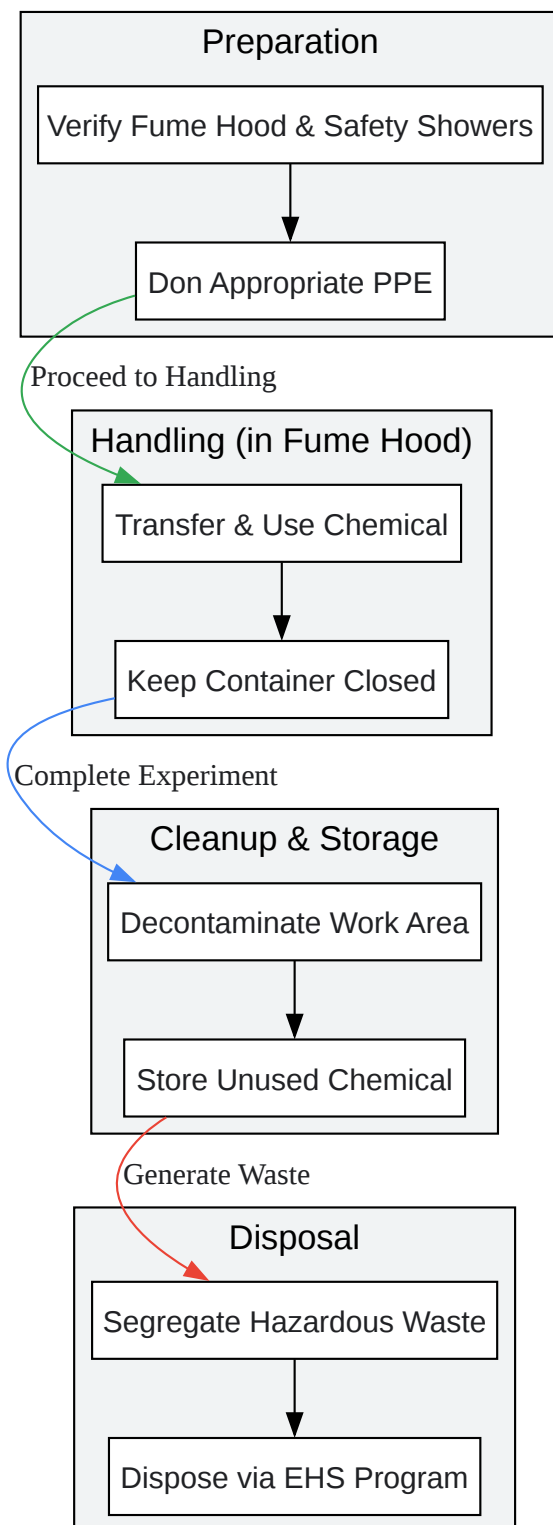 Preparation
Verify Fume Hood & Safety Showers
Don Appropriate PPE
Proceed to Handling
Handling (in Fume Hood)
Transfer & Use Chemical
Keep Container Closed
Complete Experiment
Cleanup & Storage
Decontaminate Work Area
Store Unused Chemical
Generate Waste
Disposal
Segregate Hazardous Waste
Dispose via EHS Program